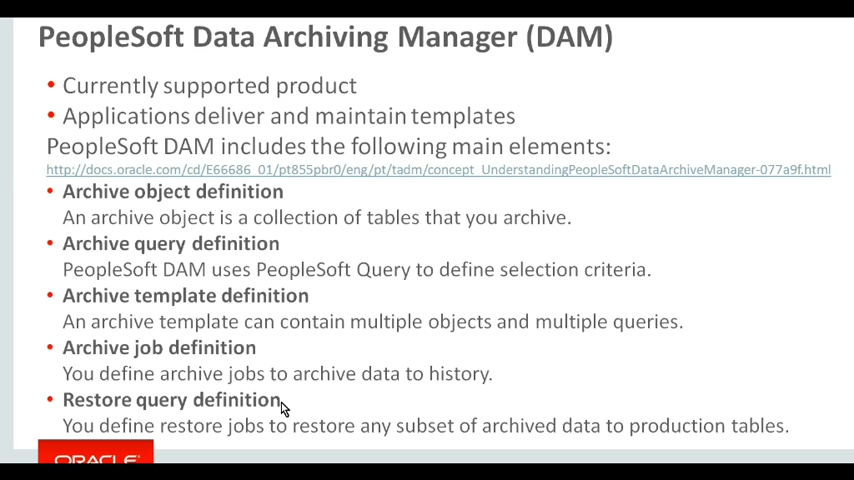 PeopleSoft Data Archiving Manager (DAM)
• Currently supported product
• Applications deliver and maintain templates
PeopleSoft DAM includes the following main elements:
http://docs.oracle.com/cd/E66686_01/pt855pbr0/eng/pt/tadm/concept_UnderstandingPeopleSoftDataArchiveManager-077a9f.html
• Archive object definition
An archive object is a collection of tables that you archive.
• Archive query definition
PeopleSoft DAM uses PeopleSoft Query to define selection criteria.
• Archive template definition
An archive template can contain multiple objects and multiple queries.
• Archive job definition
You define archive jobs to archive data to history.
• Restore query definition
You define restore jobs to restore any subset of archived data to production tables.
ORACLE